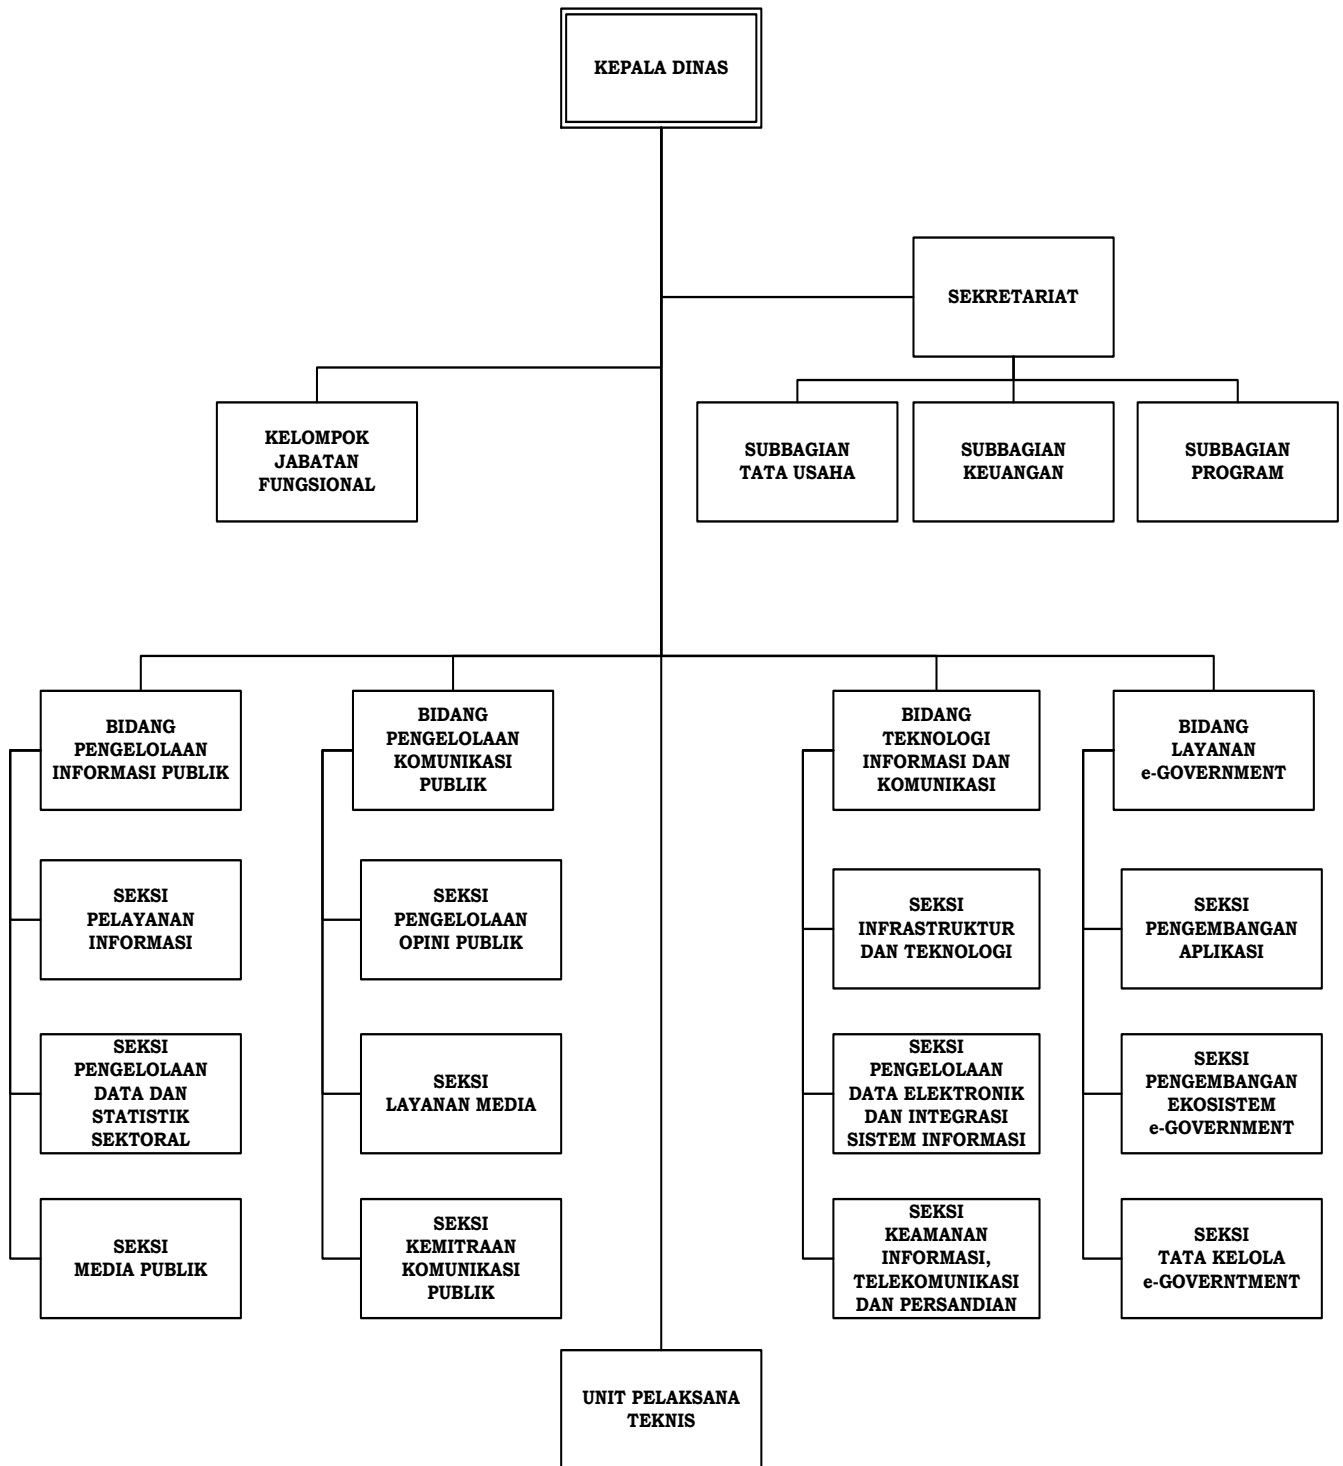 KEPALA DINAS
SEKRETARIAT
KELOMPOK
JABATAN
FUNGSIONAL
SUBBAGIAN
TATA USAHA
SUBBAGIAN
KEUANGAN
SUBBAGIAN
PROGRAM
BIDANG
PENGELOLAAN
INFORMASI PUBLIK
BIDANG
PENGELOLAAN
KOMUNIKASI
PUBLIK
BIDANG
TEKNOLOGI
INFORMASI DAN
KOMUNIKASI
BIDANG
LAYANAN
e-GOVERNMENT
SEKSI
PELAYANAN
INFORMASI
SEKSI
PENGELOLAAN
OPINI PUBLIK
SEKSI
INFRASTRUKTUR
DAN TEKNOLOGI
SEKSI
PENGEMBANGAN
APLIKASI
SEKSI
PENGELOLAAN
DATA DAN
STATISTIK
SEKTORAL
SEKSI
LAYANAN MEDIA
SEKSI
PENGELOLAAN
DATA ELEKTRONIK
DAN INTEGRASI
SISTEM INFORMASI
SEKSI
PENGEMBANGAN
EKOSISTEM
e-GOVERNMENT
SEKSI
MEDIA PUBLIK
SEKSI
KEMITRAAN
KOMUNIKASI
PUBLIK
SEKSI
KEAMANAN
INFORMASI,
TELEKOMUNIKASI
DAN PERSANDIAN
SEKSI
TATA KELOLA
e-GOVERNTMENT
UNIT PELAKSANA
TEKNIS